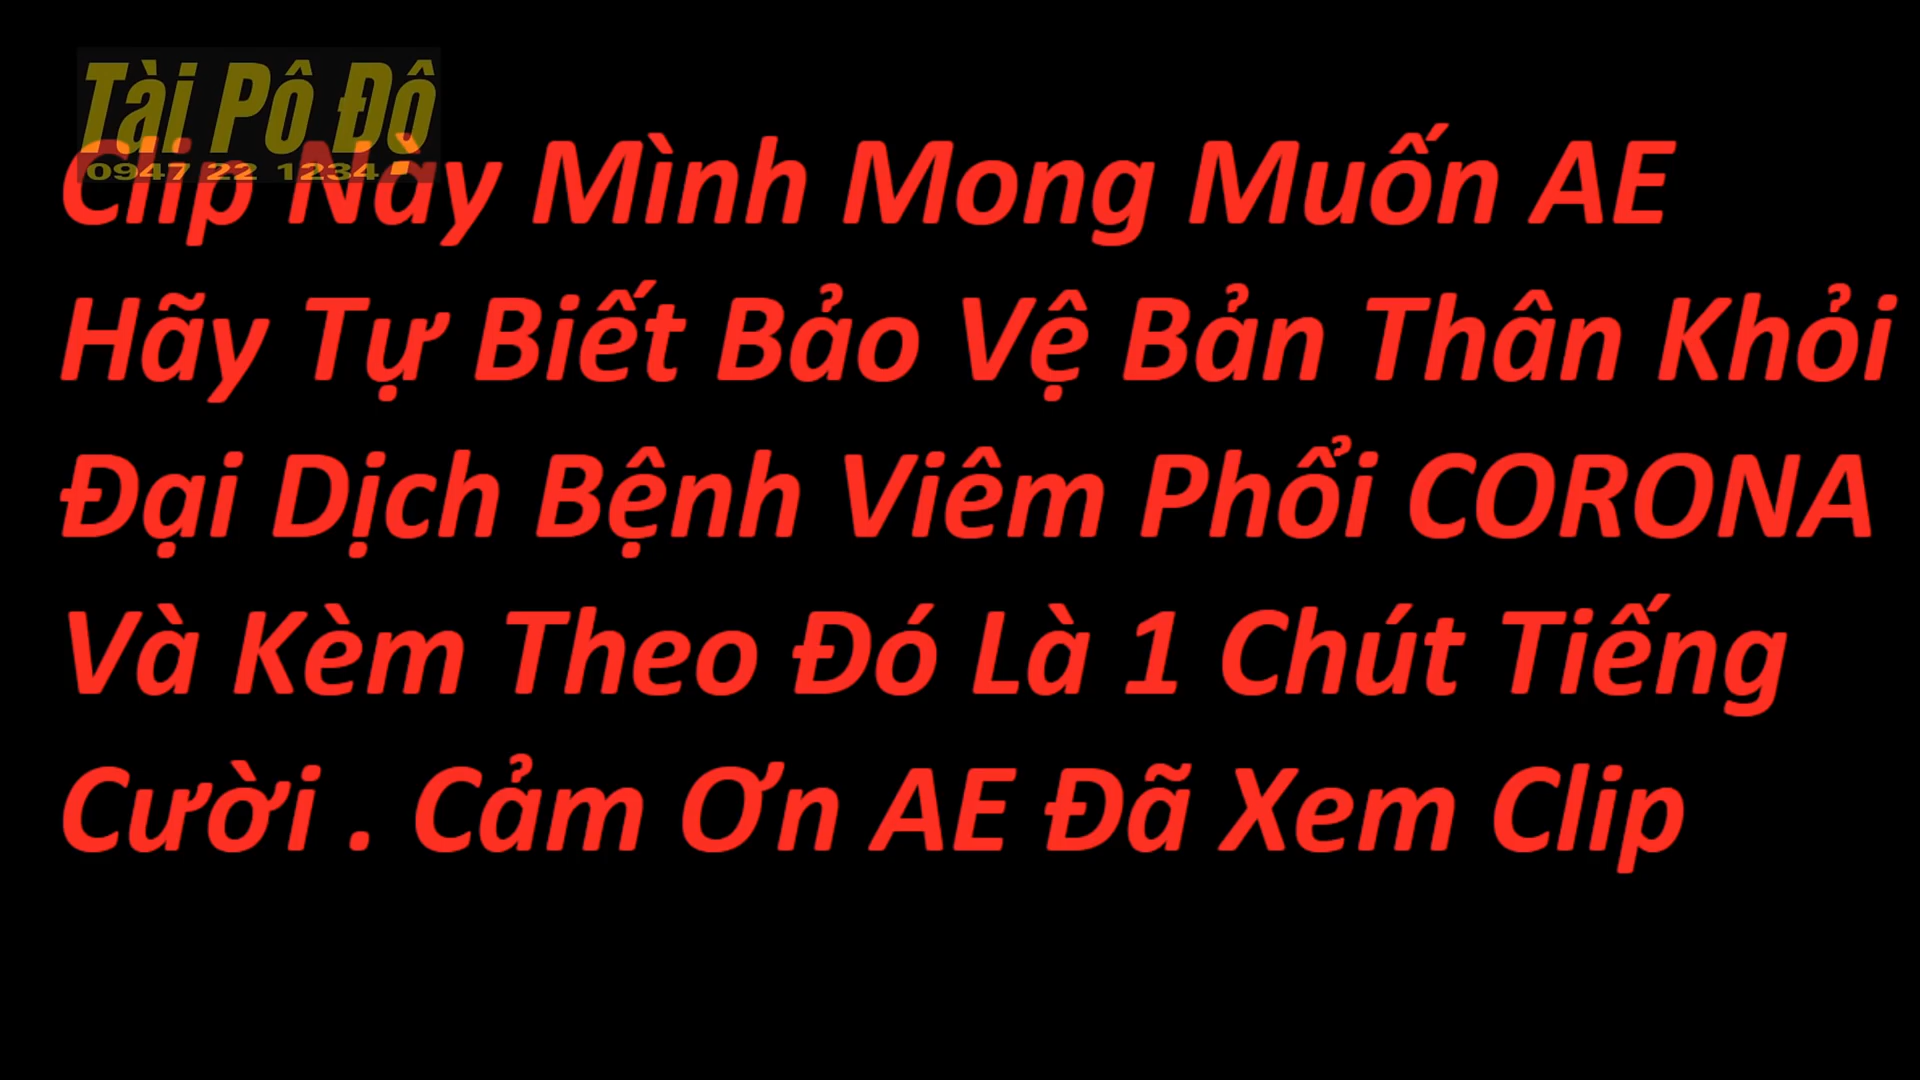 Tài Pô Độ
0947 22 1234
Clip Này Mình Mong Muốn AE
Hãy Tự Biết Bảo Vệ Bản Thân Khỏi
Đại Dịch Bệnh Viêm Phổi CORONA
Và Kèm Theo Đó Là 1 Chút Tiếng
Cười . Cảm Ơn AE Đã Xem Clip